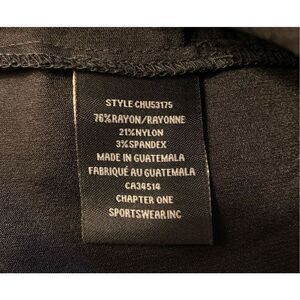 STYLE CHU53175
76%RAYON/RAYONNE
21%NYLON
3%SPANDEX
MADE IN GUATEMALA
FABRIQUÉ AU GUATEMALA
CA34514
CHAPTER ONE
SPORTSWEAR INC